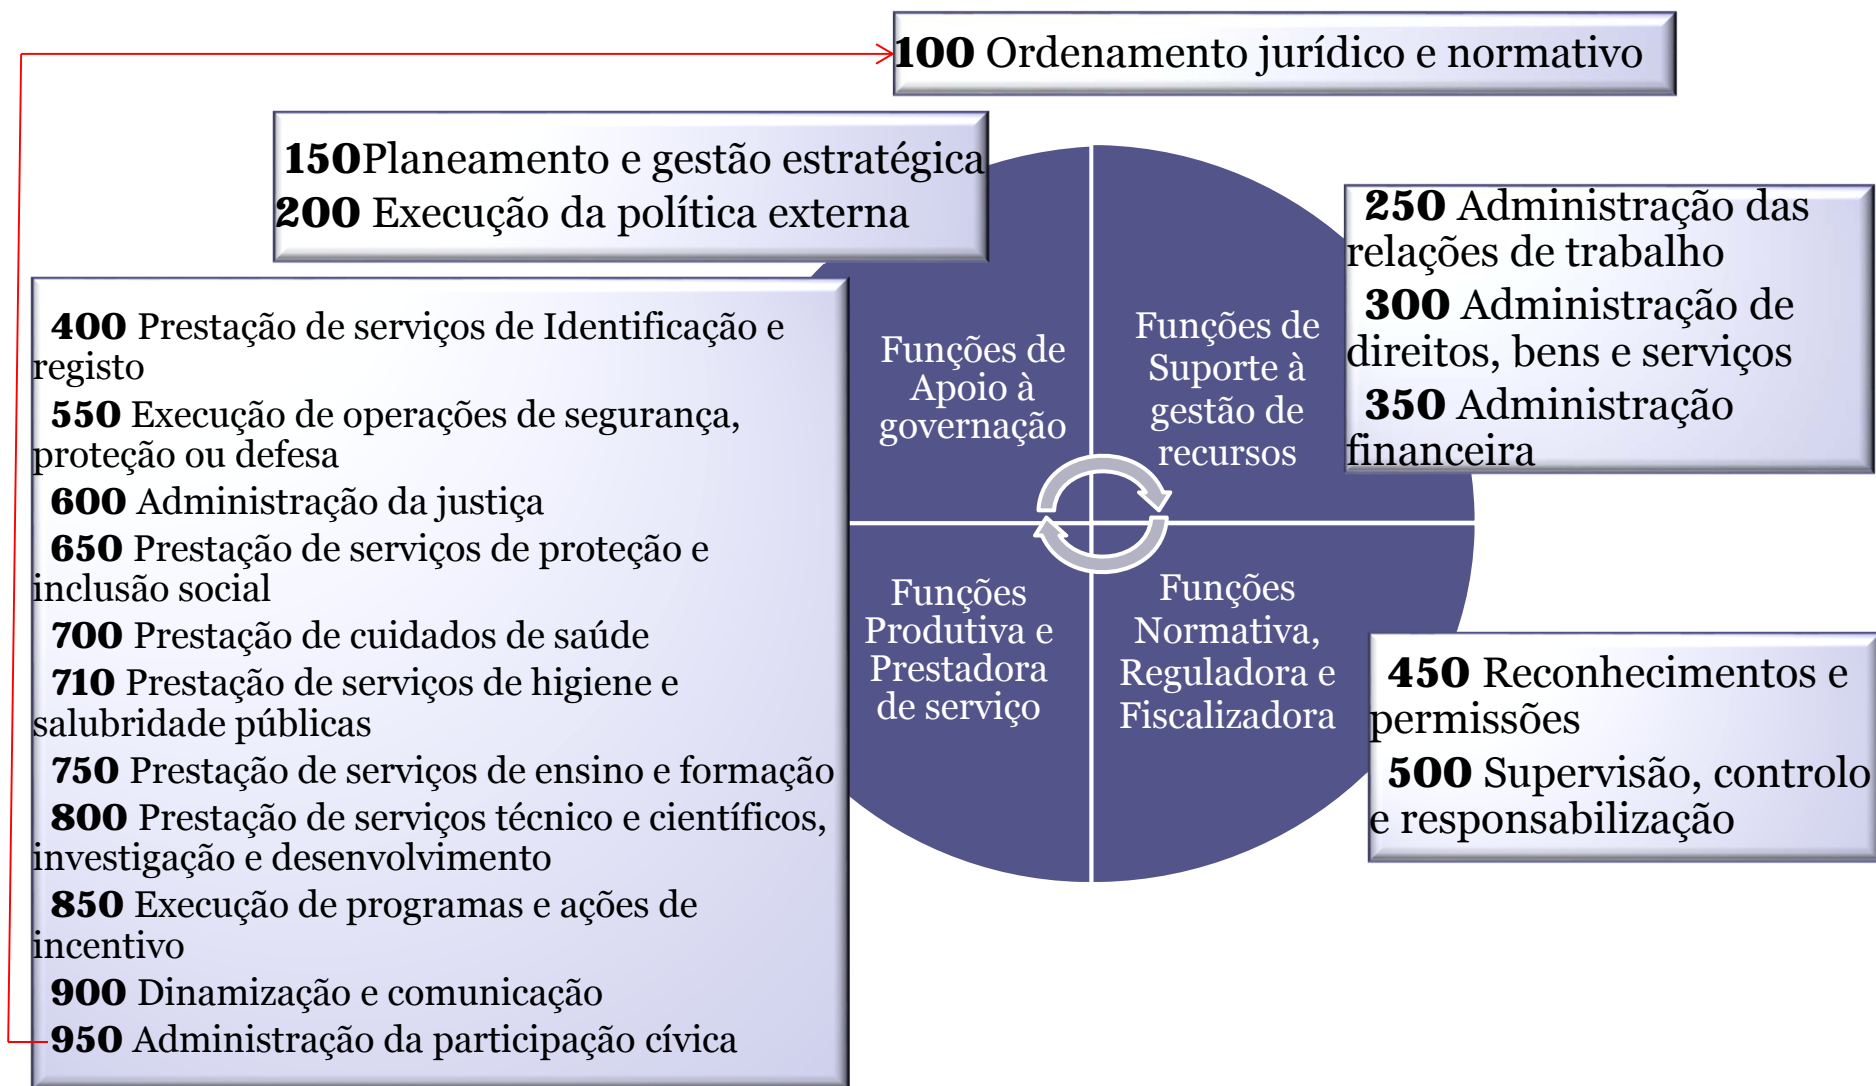 100 Ordenamento jurídico e normativo
150Planeamento e gestão estratégica
200 Execução da política externa
250 Administração das
relações de trabalho
300 Administração de
direitos, bens e serviços
350 Administração
financeira
400 Prestação de serviços de Identificação e
registo
550 Execução de operações de segurança,
proteção ou defesa
600 Administração da justiça
650 Prestação de serviços de proteção e
inclusão social
700 Prestação de cuidados de saúde
710 Prestação de serviços de higiene e
salubridade públicas
750 Prestação de serviços de ensino e formação
800 Prestação de serviços técnico e científicos,
investigação e desenvolvimento
850 Execução de programas e ações de
incentivo
900 Dinamização e comunicação
950 Administração da participação cívica
Funções de
Apoio à
governação
Funções de
Suporte à
gestão de
recursos
Funções
Produtiva e
Prestadora
de serviço
Funções
Normativa,
Reguladora e
Fiscalizadora
450 Reconhecimentos e
permissões
500 Supervisão, controlo
e responsabilização